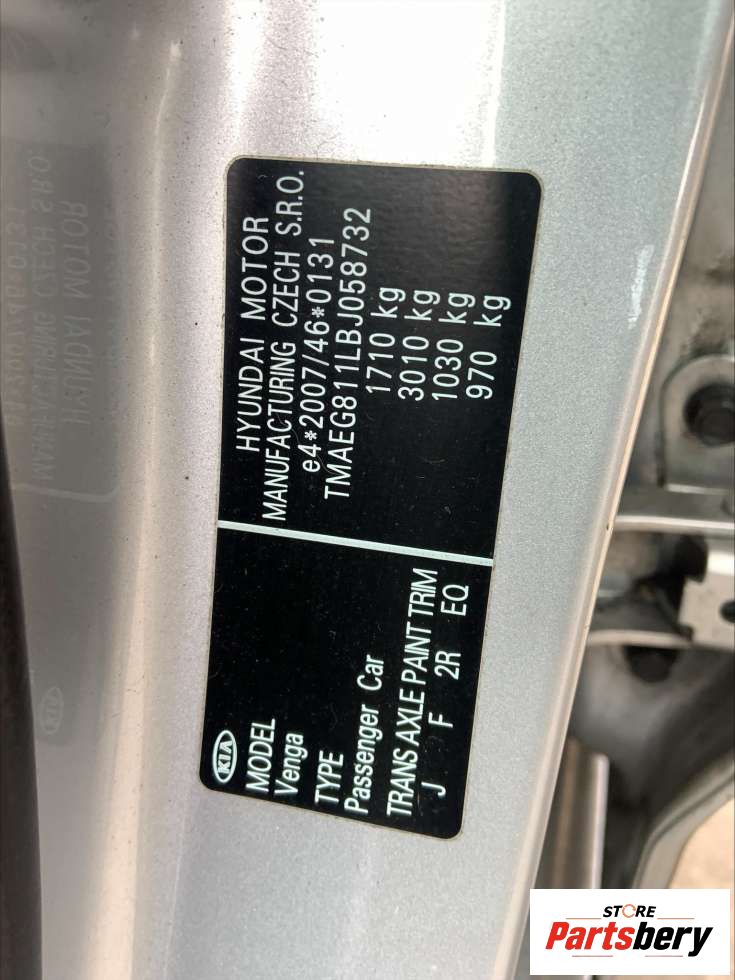 KIA
MODEL
Venga
TYPE
Passenger Car
TRANS AXLE PAINT TRIM
J F 2R EQ
HYUNDAI MOTOR
MANUFACTURING CZECH S.R.O.
e4*2007/46*0131
TMAEG811LBJ058732
1710 kg
3010 kg
1030 kg
970 kg
STORE
Partsbery